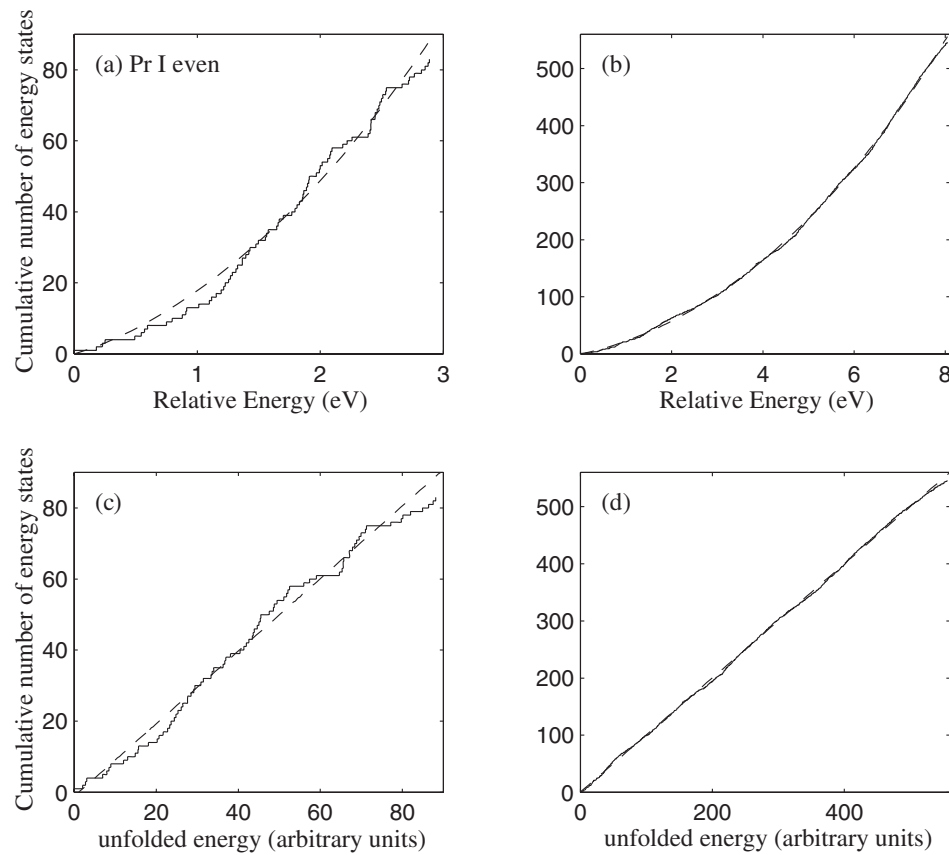 (a) Pr I even
Cumulative number of energy states
80
60
40
20
0
0 1 2 3
Relative Energy (eV)
(b)
500
400
300
200
100
0
0 2 4 6 8
Relative Energy (eV)
(c)
Cumulative number of energy states
80
60
40
20
0
0 20 40 60 80
unfolded energy (arbitrary units)
(d)
500
400
300
200
100
0
0 200 400
unfolded energy (arbitrary units)